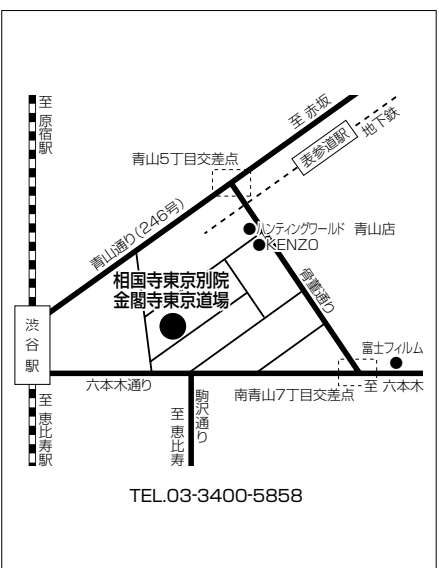 至 原宿駅
至 赤坂
地下鉄
表参道駅
青山5丁目交差点
青山通り(246号)
ハンティングワールド 青山店
KENZO
相国寺東京別院
金閣寺東京道場
骨董通り
渋谷駅
富士フィルム
六本木通り
南青山7丁目交差点
至 六本木
至 恵比寿駅
至 恵比寿
駒沢通り
TEL.03-3400-5858